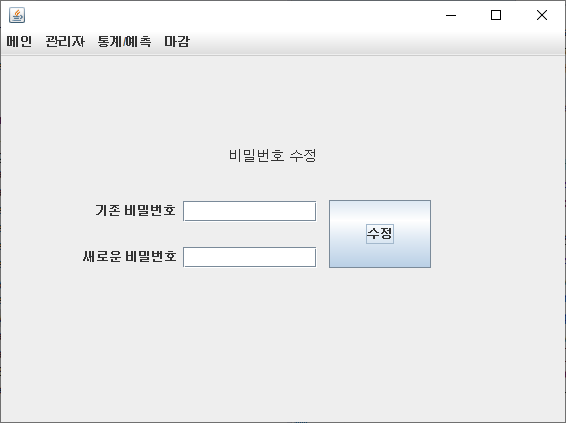 메인 관리자 통계/예측 마감
비밀번호 수정
기존 비밀번호
수정
새로운 비밀번호